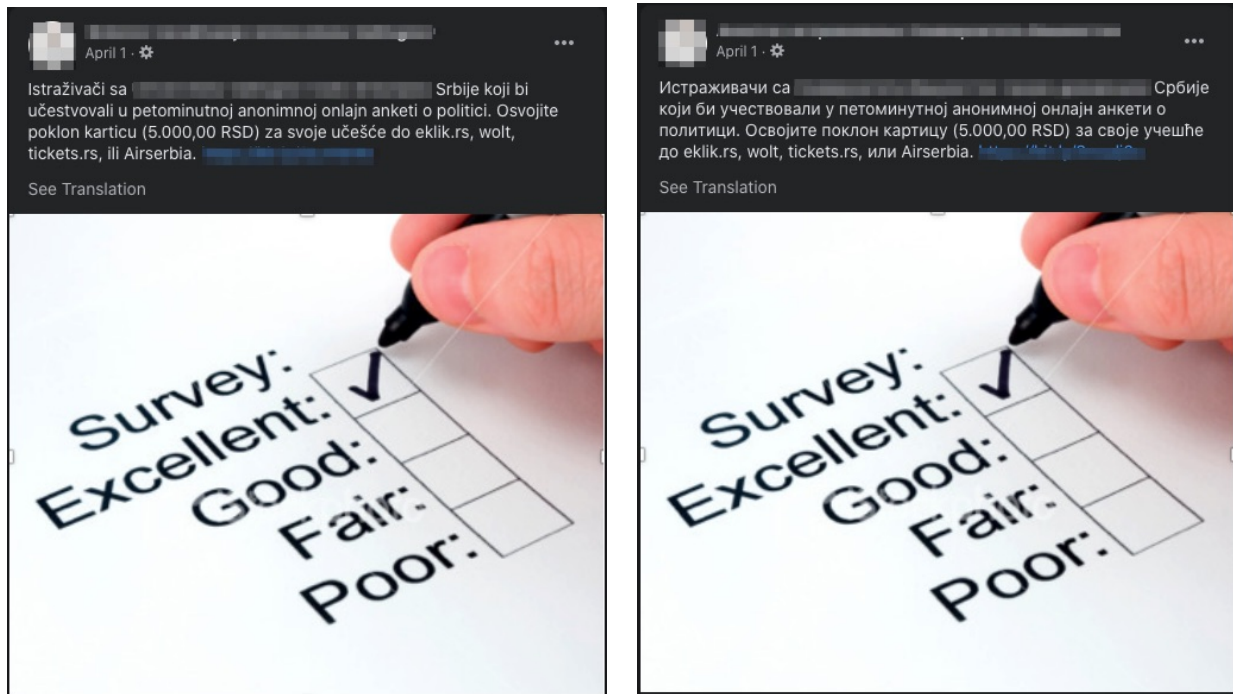 April 1 ·
Istraživači sa Srbije koji bi
učestvovali u petominutnoj anonimnoj onlajn anketi o politici. Osvojite
poklon karticu (5.000,00 RSD) za svoje učešće do eklik.rs, wolt,
tickets.rs, ili Airserbia.
See Translation
Survey:
Excellent:
Good:
Fair:
Poor:
April 1 ·
Истраживачи са Србије
који би учествовали у петоминутној анонимној онлајн анкети о
политици. Освојите поклон картицу (5.000,00 RSD) за своје учешће
до eklik.rs, wolt, tickets.rs, или Airserbia.
See Translation
Survey:
Excellent:
Good:
Fair:
Poor: